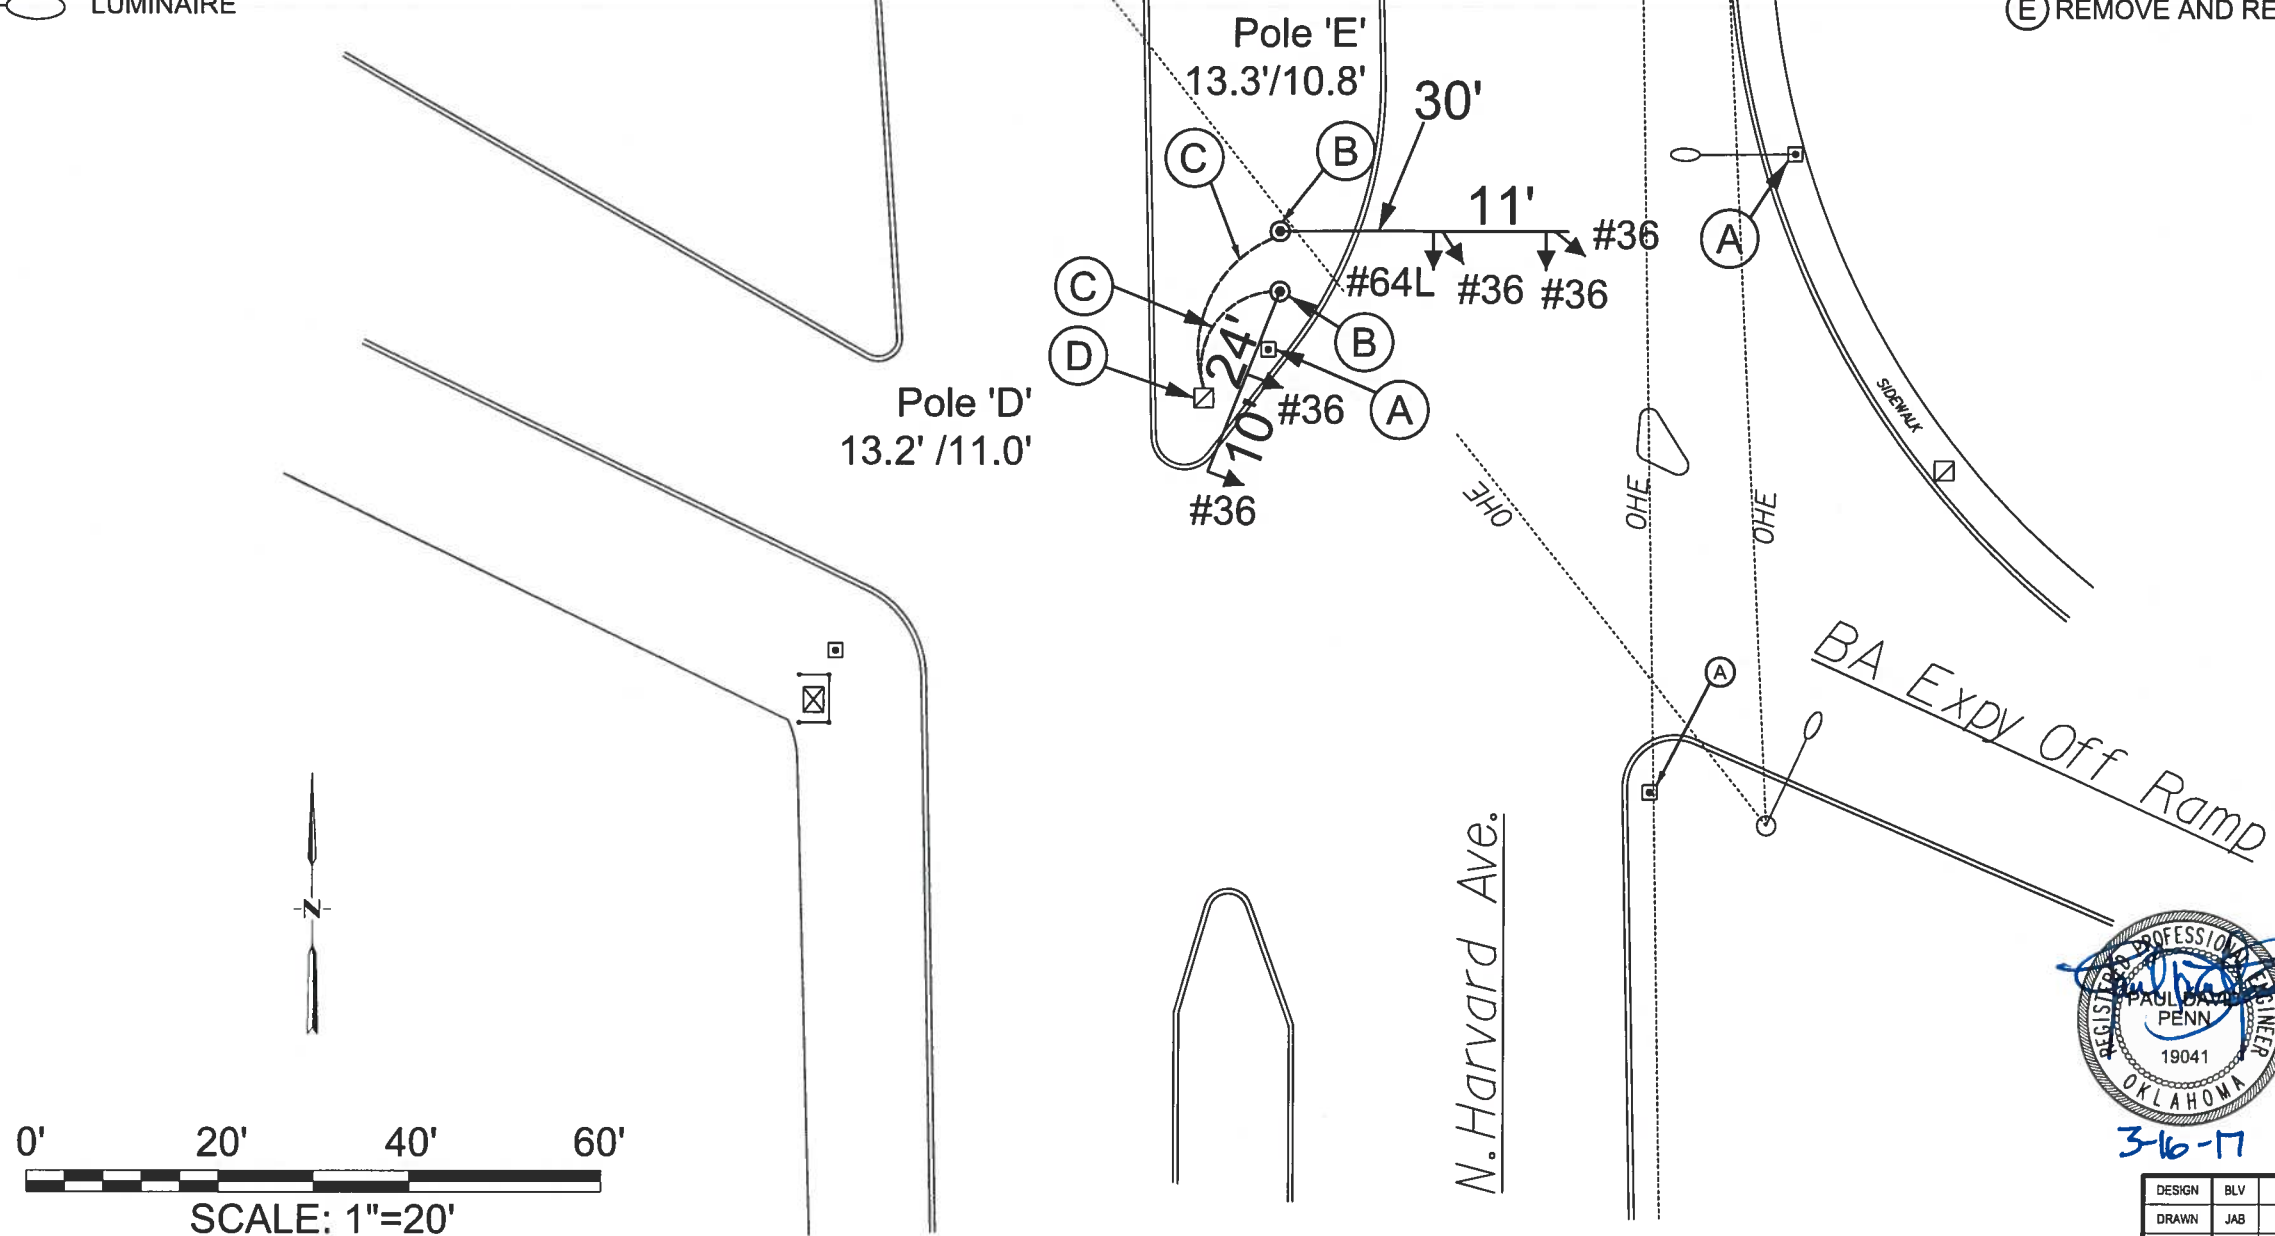 LUMINAIRE
E REMOVE AND RE
Pole 'E'
13.3'/10.8'
30'
C
B
11'
#36
A
#64L
#36
#36
C
24'
B
D
Pole 'D'
13.2' /11.0'
10'
#36
A
#36
SIDEWALK
OHE
OHE
OHE
A
BA Expy Off Ramp
N
N. Harvard Ave.
0' 20' 40' 60'
SCALE: 1"=20'
REGISTERED PROFESSIONAL ENGINEER
PAUL DAVID
PENN
19041
OKLAHOMA
3-16-17
DESIGN BLV
DRAWN JAB